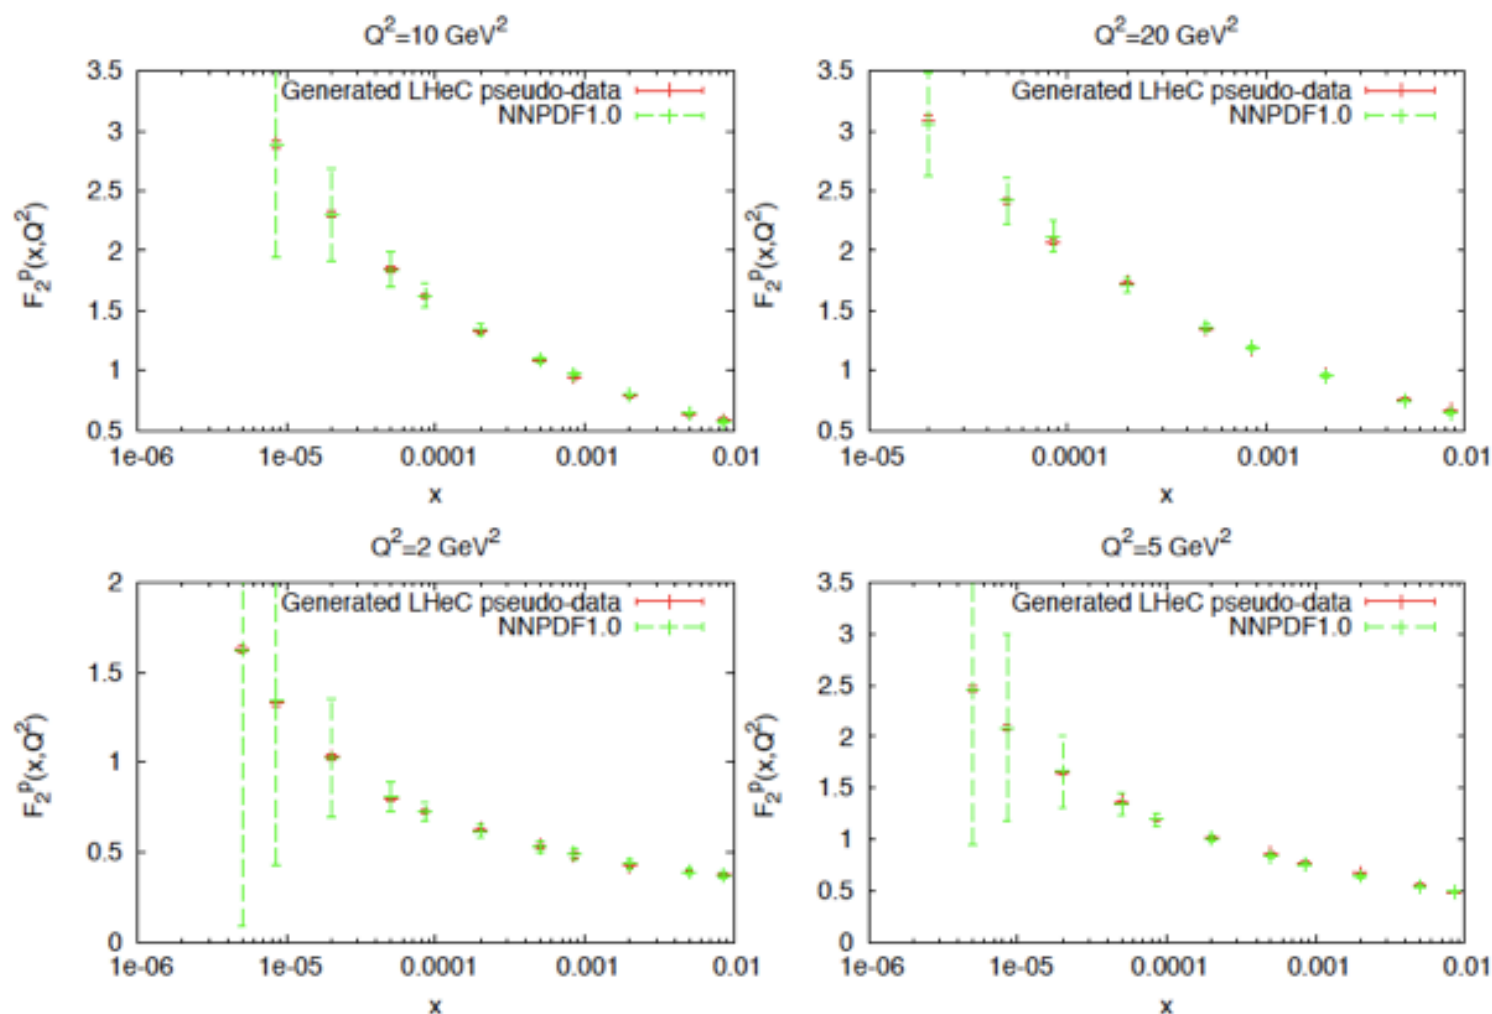 Q²=10 GeV²
3.5
3
2.5
2
1.5
1
0.5
F₂ᵖ(x,Q²)
Generated LHeC pseudo-data
NNPDF1.0
1e-06 1e-05 0.0001 0.001 0.01
x
Q²=20 GeV²
3.5
3
2.5
2
1.5
1
0.5
F₂ᵖ(x,Q²)
Generated LHeC pseudo-data
NNPDF1.0
1e-05 0.0001 0.001 0.01
x
Q²=2 GeV²
2
1.5
1
0.5
0
F₂ᵖ(x,Q²)
Generated LHeC pseudo-data
NNPDF1.0
1e-06 1e-05 0.0001 0.001 0.01
x
Q²=5 GeV²
3.5
3
2.5
2
1.5
1
0.5
0
F₂ᵖ(x,Q²)
Generated LHeC pseudo-data
NNPDF1.0
1e-06 1e-05 0.0001 0.001 0.01
x